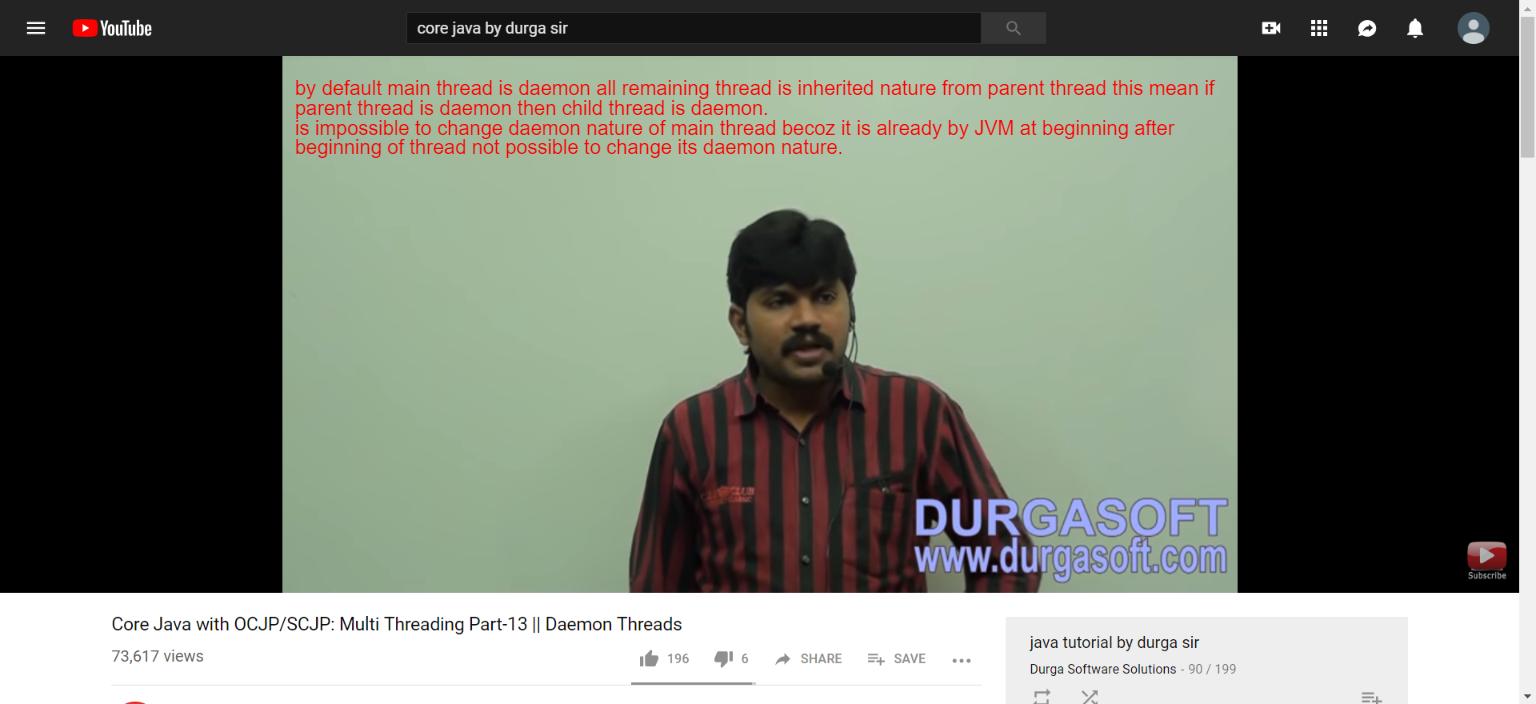 YouTube
core java by durga sir
by default main thread is daemon all remaining thread is inherited nature from parent thread this mean if
parent thread is daemon then child thread is daemon.
is impossible to change daemon nature of main thread becoz it is already by JVM at beginning after
beginning of thread not possible to change its daemon nature.
DURGASOFT
www.durgasoft.com
Subscribe
Core Java with OCJP/SCJP: Multi Threading Part-13 || Daemon Threads
73,617 views
196
6
SHARE
SAVE
java tutorial by durga sir
Durga Software Solutions - 90 / 199